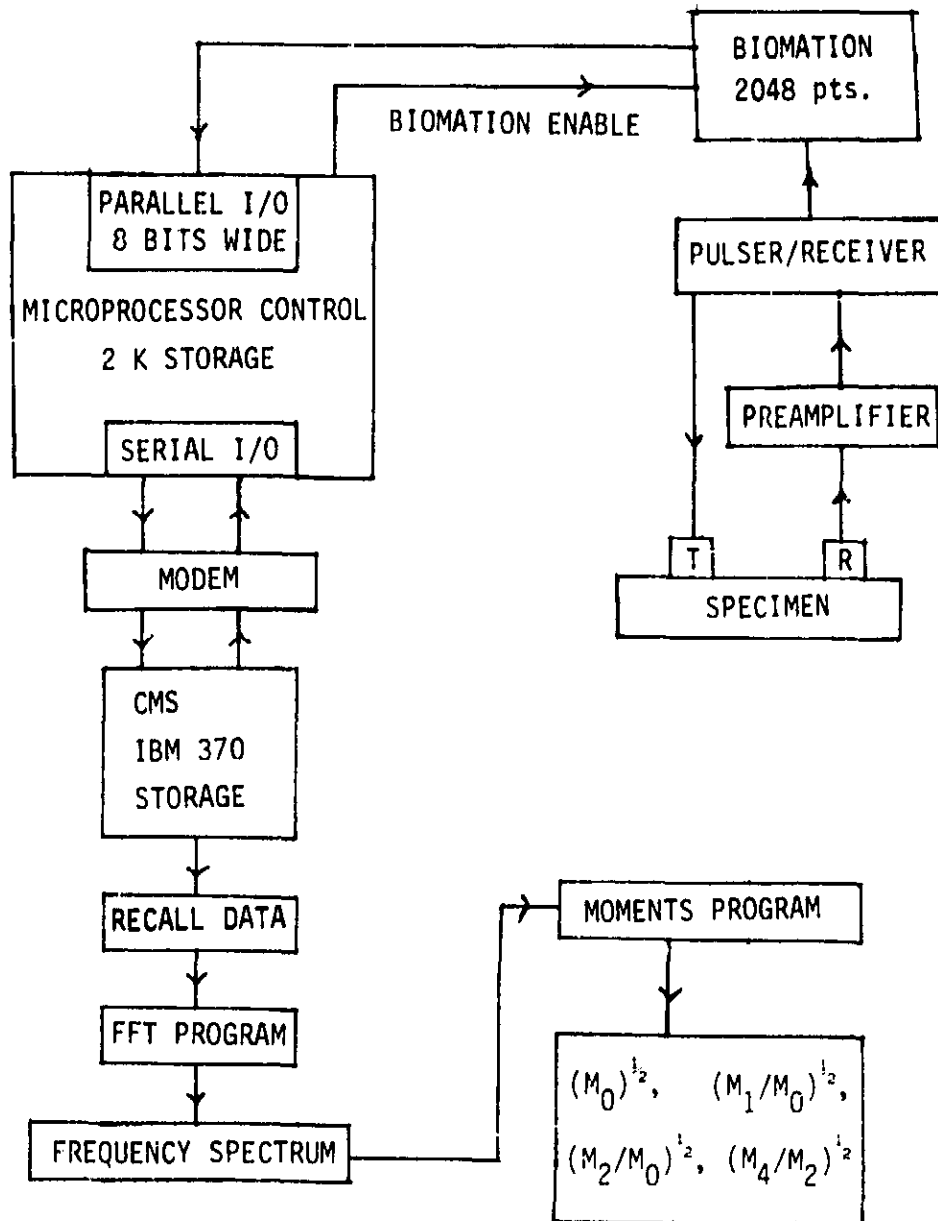 BIOMATION
2048 pts.
BIOMATION ENABLE
PARALLEL I/O
8 BITS WIDE
MICROPROCESSOR CONTROL
2 K STORAGE
SERIAL I/O
PULSER/RECEIVER
PREAMPLIFIER
T
R
SPECIMEN
MODEM
CMS
IBM 370
STORAGE
RECALL DATA
FFT PROGRAM
FREQUENCY SPECTRUM
MOMENTS PROGRAM
(M₀)^½, (M₁/M₀)^½,
(M₂/M₀)^½, (M₄/M₂)^½